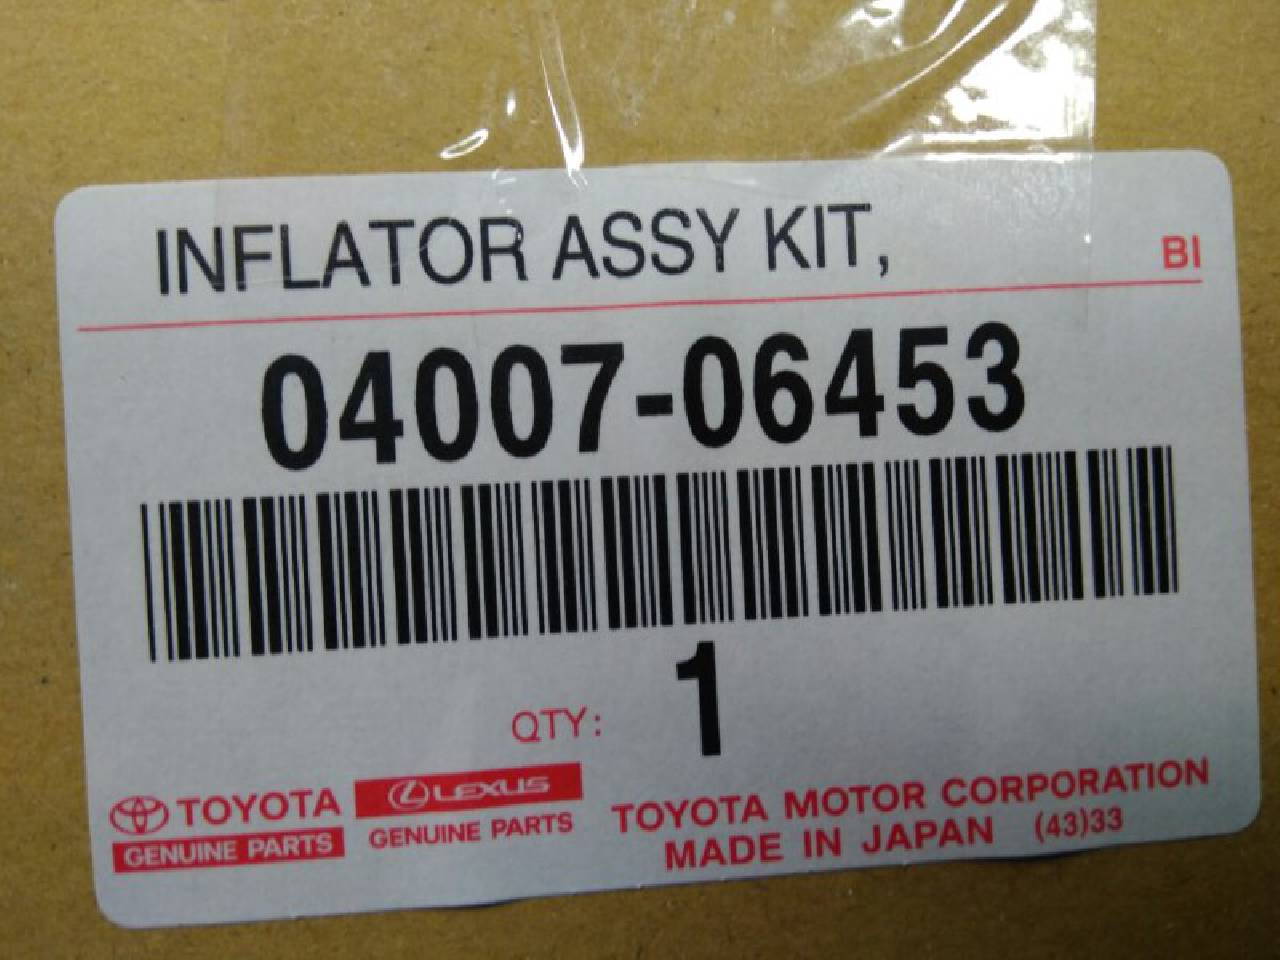 INFLATOR ASSY KIT,
BI
04007-06453
QTY: 1
TOYOTA
GENUINE PARTS
LEXUS
GENUINE PARTS
TOYOTA MOTOR CORPORATION
MADE IN JAPAN (43)33